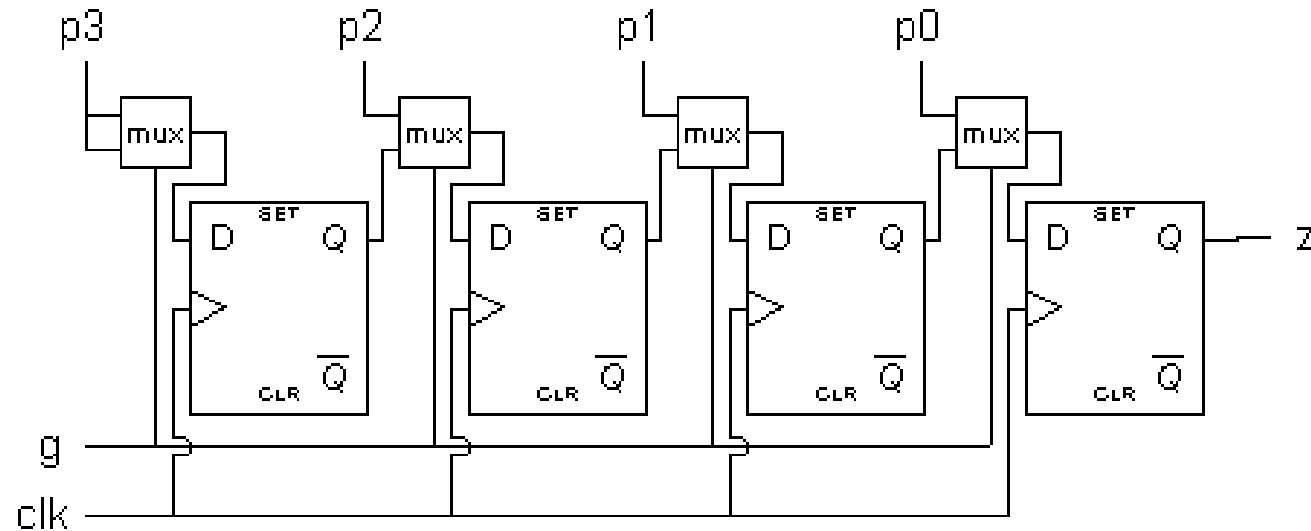 p3 p2 p1 p0
mux mux mux mux
SET SET SET SET
D Q D Q D Q D Q z
Q Q Q Q
CLR CLR CLR CLR
g
clk